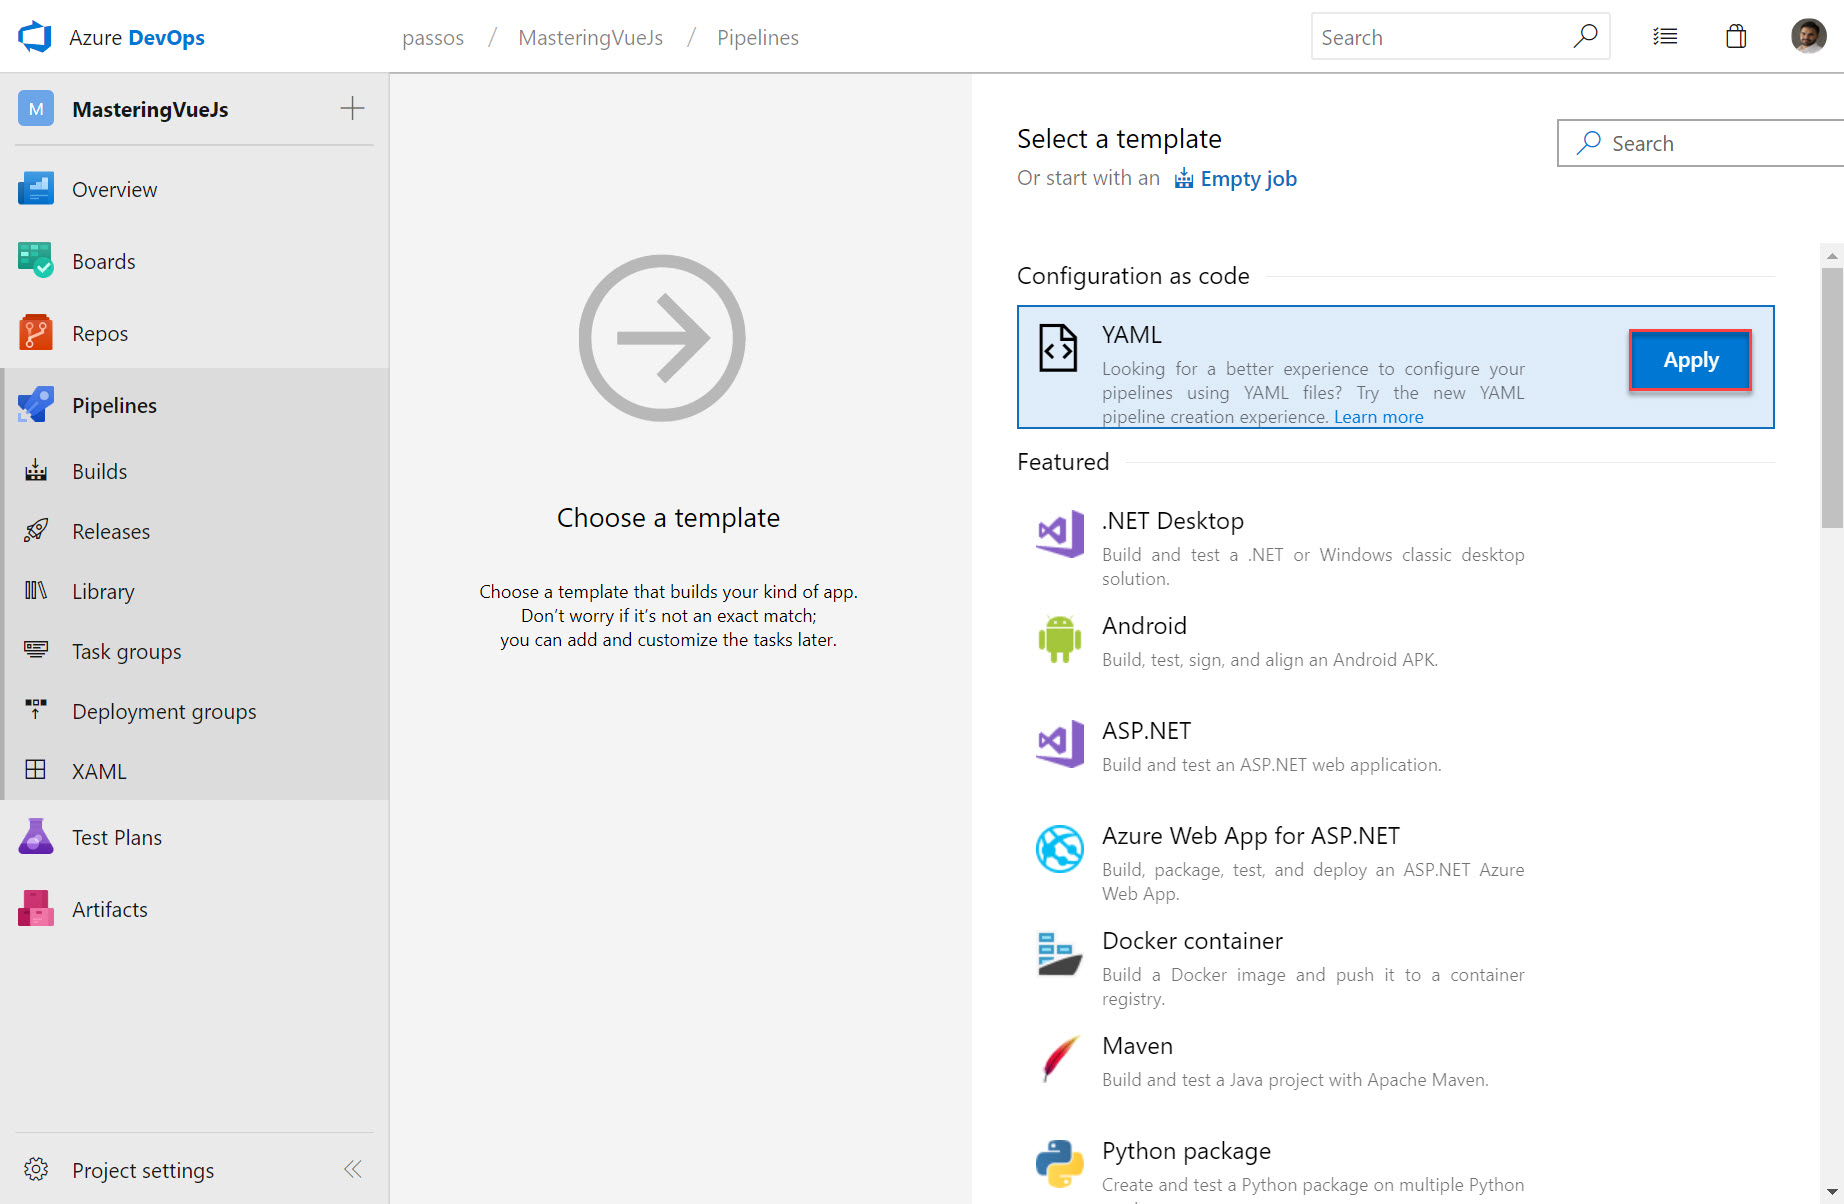 Azure DevOps
passos / MasteringVueJs / Pipelines
Search
M MasteringVueJs
Overview
Boards
Repos
Pipelines
Builds
Releases
Library
Task groups
Deployment groups
XAML
Test Plans
Artifacts
Project settings
Choose a template
Choose a template that builds your kind of app.
Don't worry if it's not an exact match;
you can add and customize the tasks later.
Select a template
Or start with an Empty job
Search
Configuration as code
YAML
Looking for a better experience to configure your
pipelines using YAML files? Try the new YAML
pipeline creation experience. Learn more
Apply
Featured
.NET Desktop
Build and test a .NET or Windows classic desktop
solution.
Android
Build, test, sign, and align an Android APK.
ASP.NET
Build and test an ASP.NET web application.
Azure Web App for ASP.NET
Build, package, test, and deploy an ASP.NET Azure
Web App.
Docker container
Build a Docker image and push it to a container
registry.
Maven
Build and test a Java project with Apache Maven.
Python package
Create and test a Python package on multiple Python